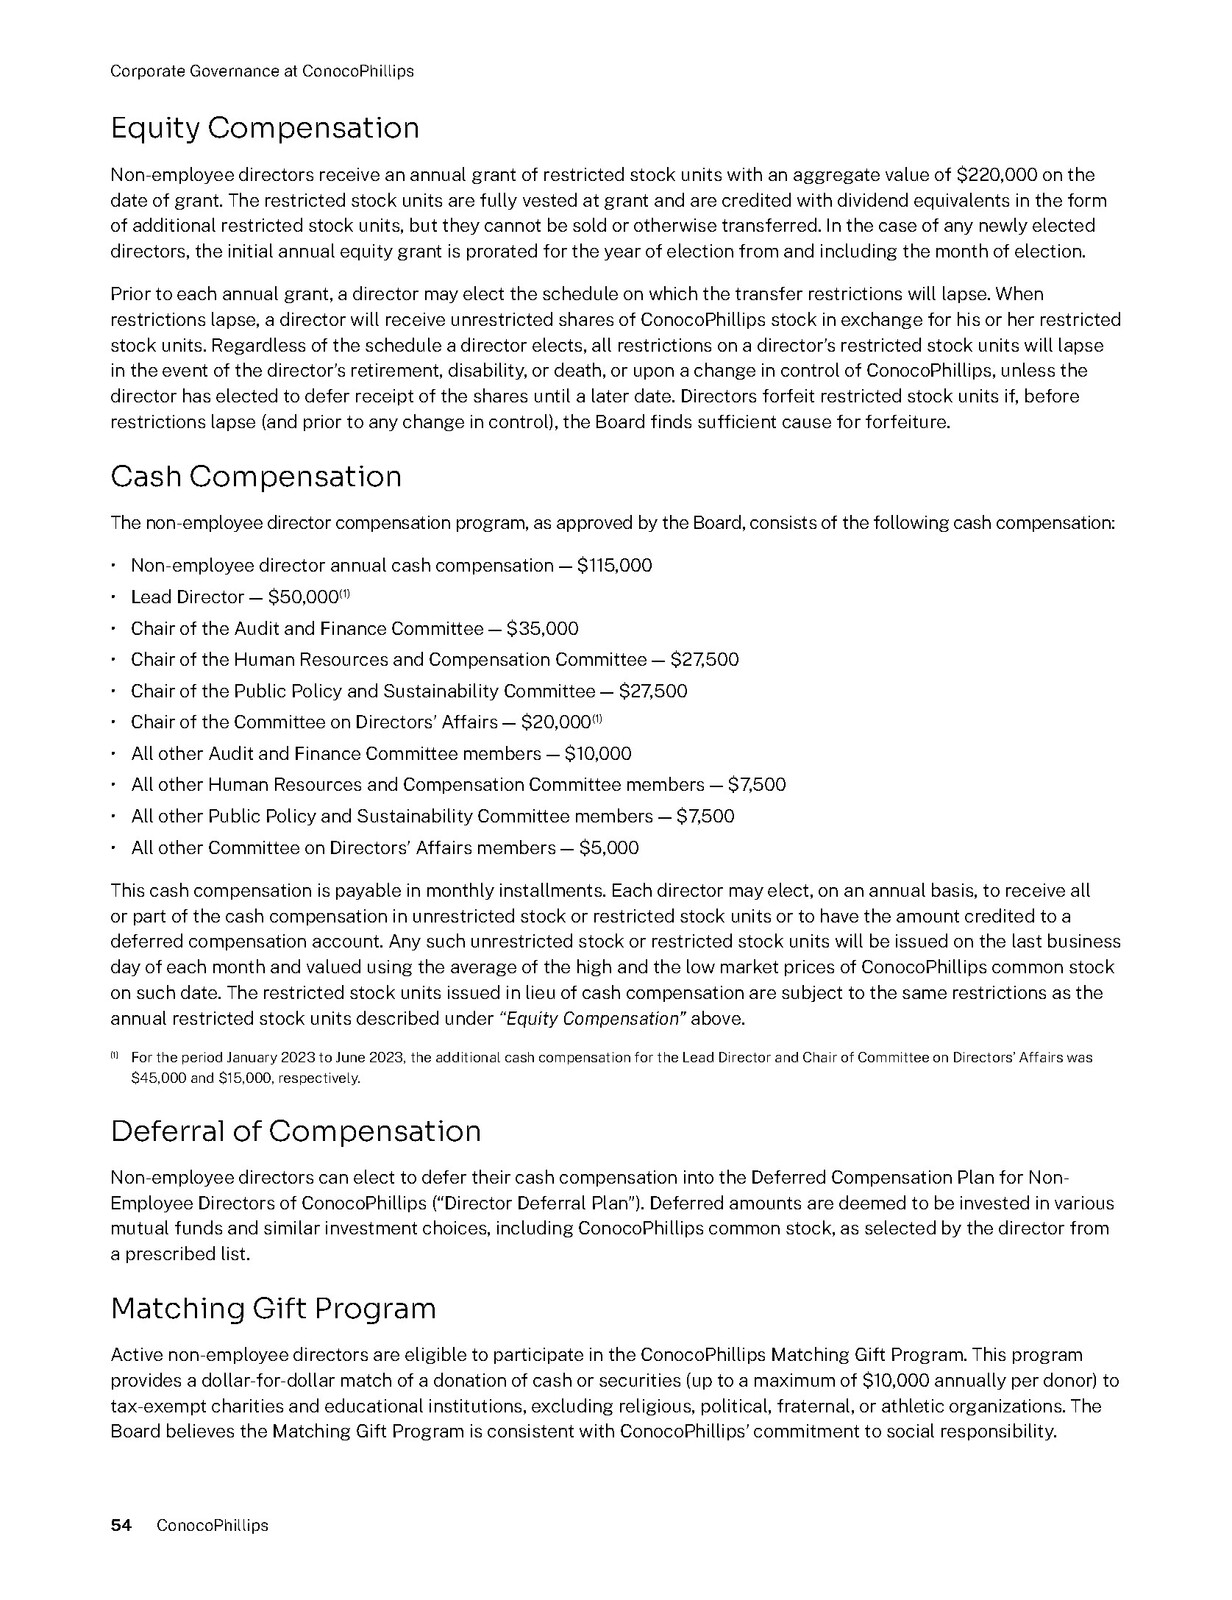 Corporate Governance at ConocoPhillips
Equity Compensation
Non-employee directors receive an annual grant of restricted stock units with an aggregate value of $220,000 on the
date of grant. The restricted stock units are fully vested at grant and are credited with dividend equivalents in the form
of additional restricted stock units, but they cannot be sold or otherwise transferred. In the case of any newly elected
directors, the initial annual equity grant is prorated for the year of election from and including the month of election.
Prior to each annual grant, a director may elect the schedule on which the transfer restrictions will lapse. When
restrictions lapse, a director will receive unrestricted shares of ConocoPhillips stock in exchange for his or her restricted
stock units. Regardless of the schedule a director elects, all restrictions on a director’s restricted stock units will lapse
in the event of the director’s retirement, disability, or death, or upon a change in control of ConocoPhillips, unless the
director has elected to defer receipt of the shares until a later date. Directors forfeit restricted stock units if, before
restrictions lapse (and prior to any change in control), the Board finds sufficient cause for forfeiture.
Cash Compensation
The non-employee director compensation program, as approved by the Board, consists of the following cash compensation:
• Non-employee director annual cash compensation — $115,000
• Lead Director — $50,000(1)
• Chair of the Audit and Finance Committee — $35,000
• Chair of the Human Resources and Compensation Committee — $27,500
• Chair of the Public Policy and Sustainability Committee — $27,500
• Chair of the Committee on Directors’ Affairs — $20,000(1)
• All other Audit and Finance Committee members — $10,000
• All other Human Resources and Compensation Committee members — $7,500
• All other Public Policy and Sustainability Committee members — $7,500
• All other Committee on Directors’ Affairs members — $5,000
This cash compensation is payable in monthly installments. Each director may elect, on an annual basis, to receive all
or part of the cash compensation in unrestricted stock or restricted stock units or to have the amount credited to a
deferred compensation account. Any such unrestricted stock or restricted stock units will be issued on the last business
day of each month and valued using the average of the high and the low market prices of ConocoPhillips common stock
on such date. The restricted stock units issued in lieu of cash compensation are subject to the same restrictions as the
annual restricted stock units described under “Equity Compensation” above.
(1) For the period January 2023 to June 2023, the additional cash compensation for the Lead Director and Chair of Committee on Directors’ Affairs was
$45,000 and $15,000, respectively.
Deferral of Compensation
Non-employee directors can elect to defer their cash compensation into the Deferred Compensation Plan for Non-
Employee Directors of ConocoPhillips (“Director Deferral Plan”). Deferred amounts are deemed to be invested in various
mutual funds and similar investment choices, including ConocoPhillips common stock, as selected by the director from
a prescribed list.
Matching Gift Program
Active non-employee directors are eligible to participate in the ConocoPhillips Matching Gift Program. This program
provides a dollar-for-dollar match of a donation of cash or securities (up to a maximum of $10,000 annually per donor) to
tax-exempt charities and educational institutions, excluding religious, political, fraternal, or athletic organizations. The
Board believes the Matching Gift Program is consistent with ConocoPhillips’ commitment to social responsibility.
54 ConocoPhillips